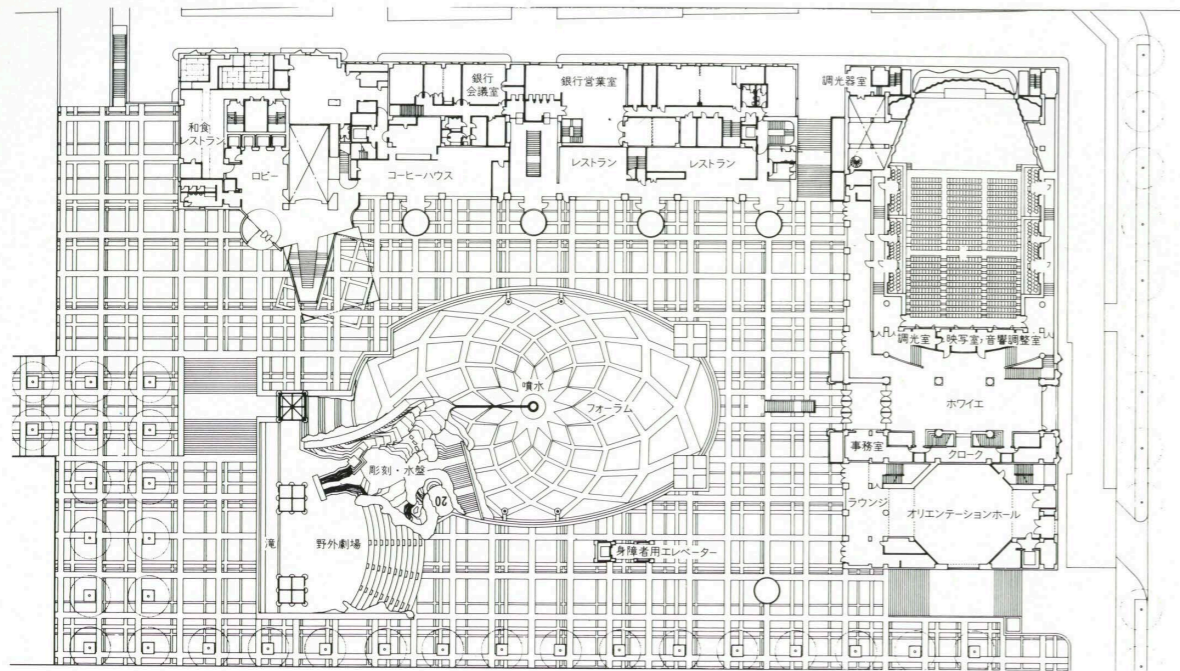 銀行
会議室
銀行営業室
調光器室
和食
レストラン
ロビー
コーヒーハウス
レストラン
レストラン
調光室
映写室・音響調整室
噴水
フォーラム
ホワイエ
事務室
クローク
彫刻・水盤
20
ラウンジ
オリエンテーションホール
滝
野外劇場
身障者用エレベーター